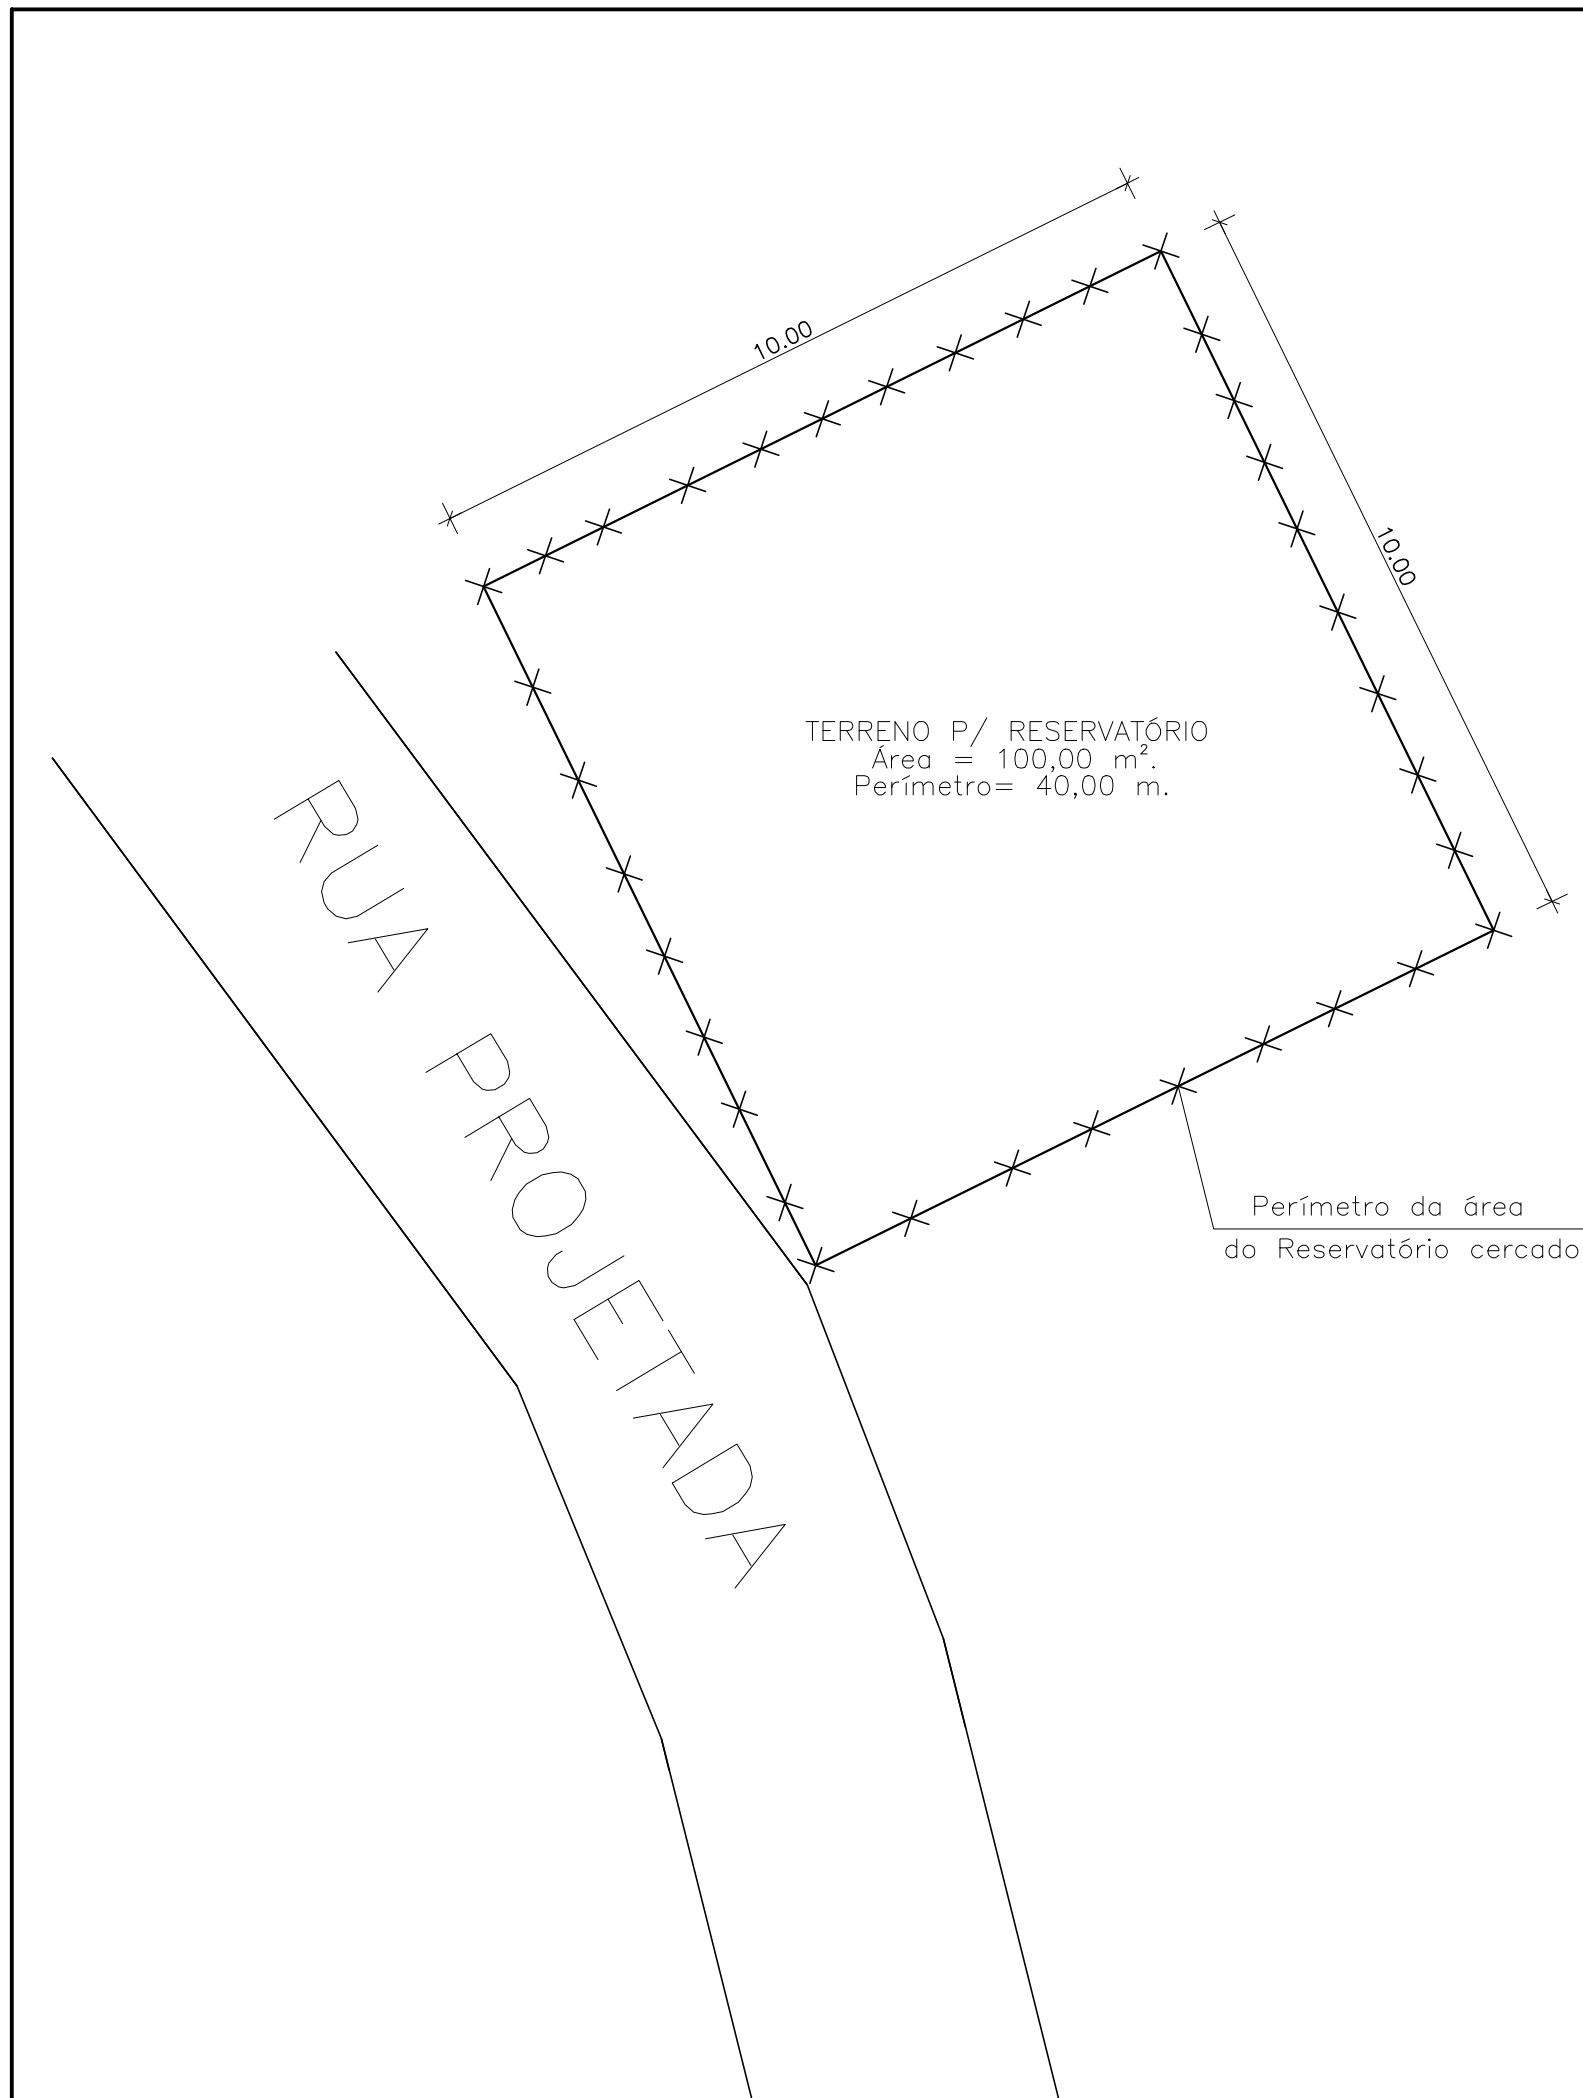 10.00
10.00
TERRENO P/ RESERVATÓRIO
Área = 100,00 m².
Perímetro= 40,00 m.
RUA PROJETADA
Perímetro da área
do Reservatório cercado